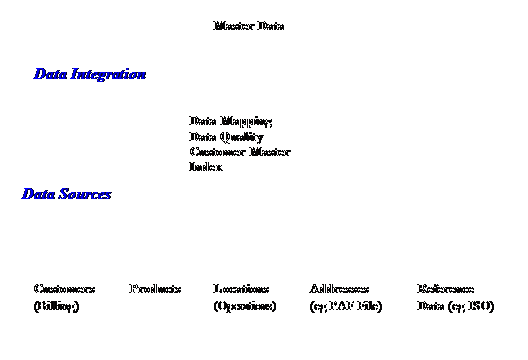 Master Data
Data Integration
Data Mapping
Data Quality
Customer Master
Index
Data Sources
Customers Products Locations Addresses Reference
(Billing) (Operations) (eg PAF File) Data (eg ISO)